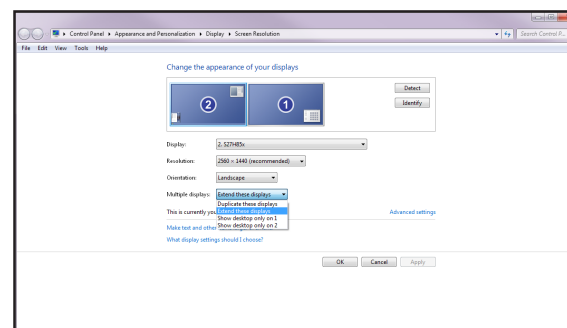 Control Panel ▸ Appearance and Personalization ▸ Display ▸ Screen Resolution
Search Control P...
File Edit View Tools Help
Change the appearance of your displays
2
1
Detect
Identify
Display: 2. S27H85x
Resolution: 2560 × 1440 (recommended)
Orientation: Landscape
Multiple displays: Extend these displays
Duplicate these displays
This is currently you Extend these displays Advanced settings
Show desktop only on 1
Make text and other Show desktop only on 2
What display settings should I choose?
OK Cancel Apply